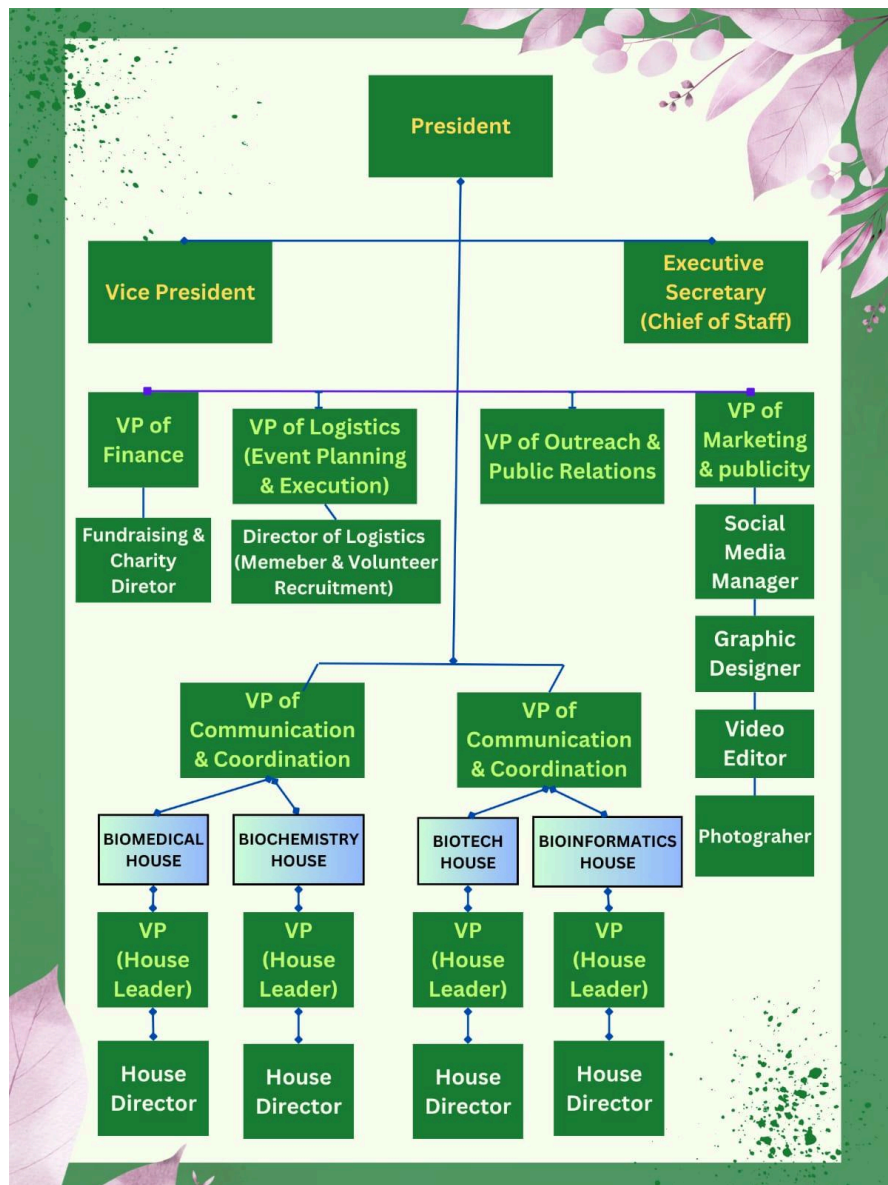 President
Vice President
Executive
Secretary
(Chief of Staff)
VP of
Finance
VP of Logistics
(Event Planning
& Execution)
VP of Outreach &
Public Relations
VP of
Marketing
& publicity
Fundraising &
Charity
Diretor
Director of Logistics
(Memeber & Volunteer
Recruitment)
Social
Media
Manager
Graphic
Designer
Video
Editor
Photograher
VP of
Communication
& Coordination
VP of
Communication
& Coordination
BIOMEDICAL
HOUSE
BIOCHEMISTRY
HOUSE
BIOTECH
HOUSE
BIOINFORMATICS
HOUSE
VP
(House
Leader)
VP
(House
Leader)
VP
(House
Leader)
VP
(House
Leader)
House
Director
House
Director
House
Director
House
Director